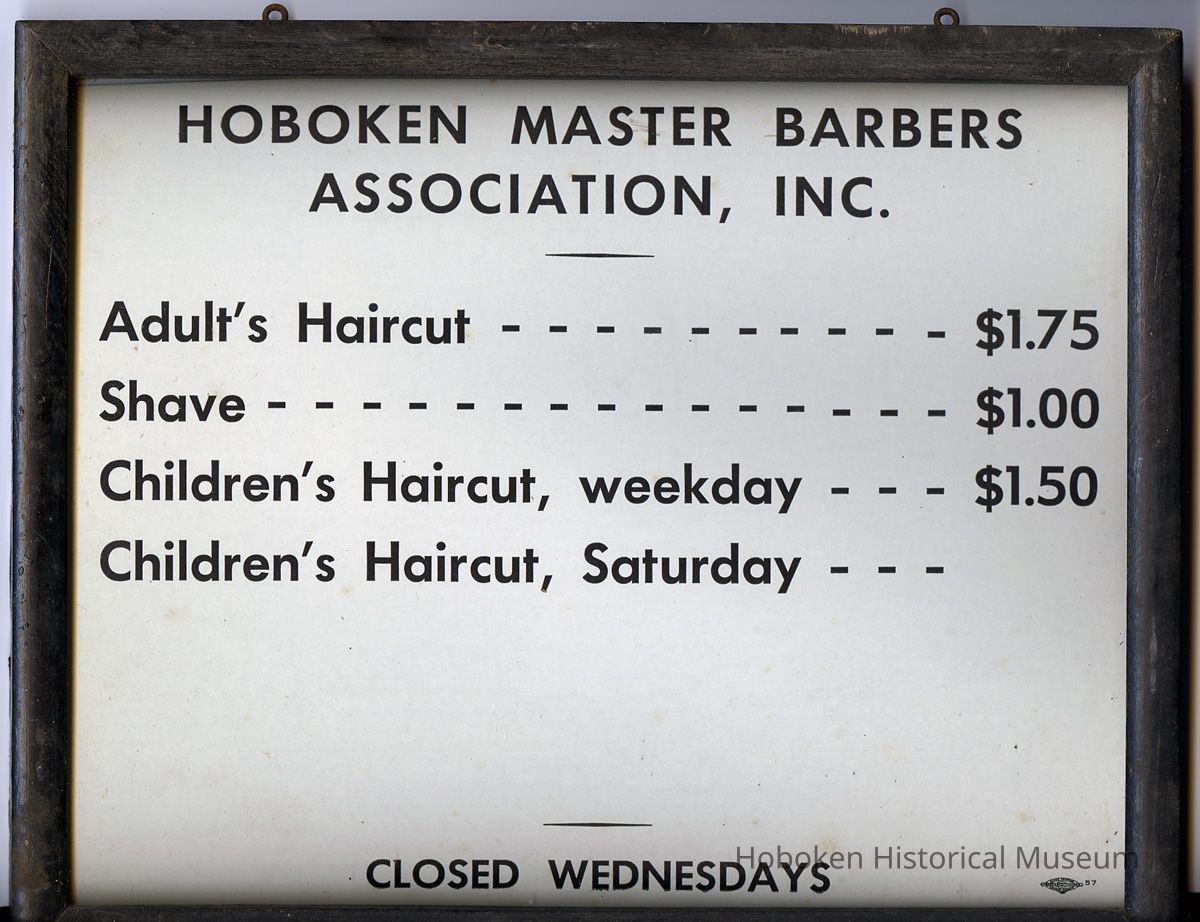 HOBOKEN MASTER BARBERS
ASSOCIATION, INC.
Adult's Haircut - - - - - - - - - - $1.75
Shave - - - - - - - - - - - - - - - $1.00
Children's Haircut, weekday - - - $1.50
Children's Haircut, Saturday - - -
CLOSED WEDNESDAYS
Hoboken Historical Museum
57